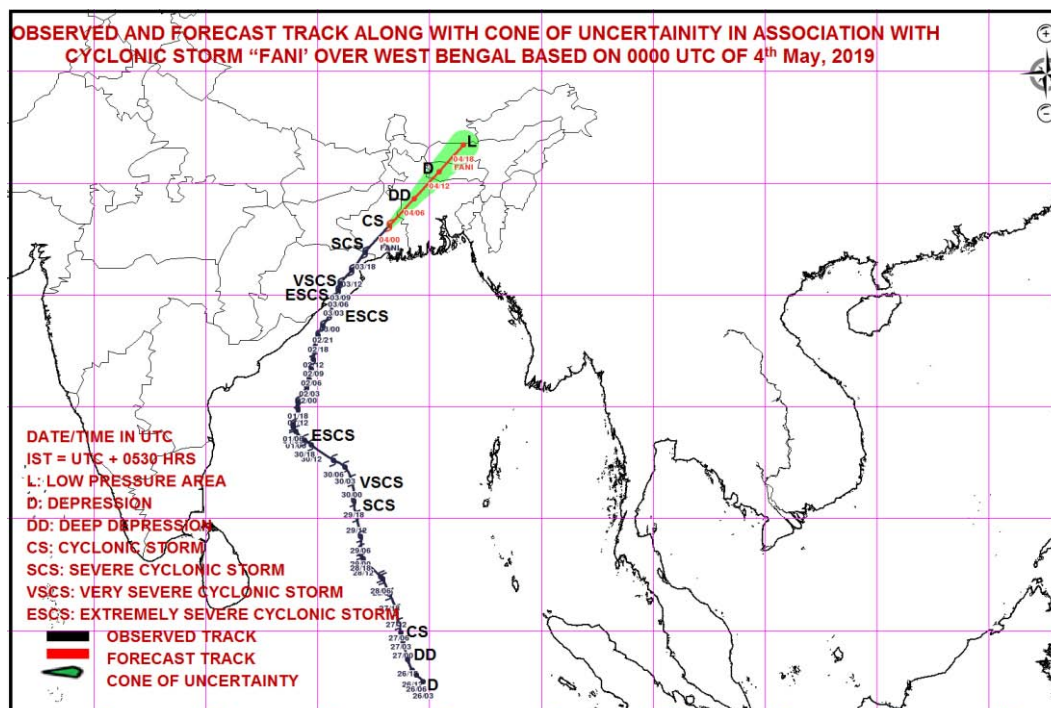 OBSERVED AND FORECAST TRACK ALONG WITH CONE OF UNCERTAINITY IN ASSOCIATION WITH
CYCLONIC STORM “FANI’ OVER WEST BENGAL BASED ON 0000 UTC OF 4th May, 2019
L
04/18
FANI
D
04/12
DD
04/06
CS
04/00
FANI
SCS
03/18
VSCS
03/12
ESCS
03/09
03/06
03/03
ESCS
02/21
02/18
02/09
02/06
02/03
02/00
01/18
ESCS
30/18
30/12
30/06
30/03
VSCS
30/00
SCS
29/18
29/12
29/06
28/18
28/12
28/06
CS
27/06
27/03
DD
27/00
D
26/06
26/03
DATE/TIME IN UTC
IST = UTC + 0530 HRS
L: LOW PRESSURE AREA
D: DEPRESSION
DD: DEEP DEPRESSION
CS: CYCLONIC STORM
SCS: SEVERE CYCLONIC STORM
VSCS: VERY SEVERE CYCLONIC STORM
ESCS: EXTREMELY SEVERE CYCLONIC STORM
OBSERVED TRACK
FORECAST TRACK
CONE OF UNCERTAINTY